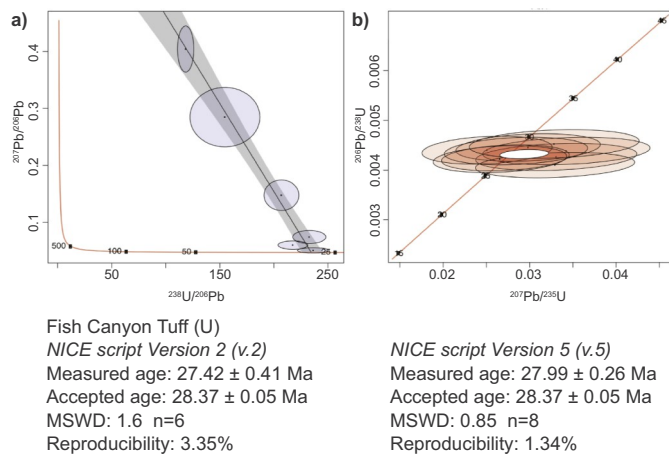 a)
0.4
0.3
0.2
0.1
²⁰⁷Pb/²⁰⁶Pb
500
100
50
25
50
150
250
²³⁸U/²⁰⁶Pb
b)
0.006
0.005
0.004
0.003
²⁰⁶Pb/²³⁸U
45
40
35
0.02
0.03
0.04
²⁰⁷Pb/²³⁵U
Fish Canyon Tuff (U)
NICE script Version 2 (v.2)
Measured age: 27.42 ± 0.41 Ma
Accepted age: 28.37 ± 0.05 Ma
MSWD: 1.6 n=6
Reproducibility: 3.35%
NICE script Version 5 (v.5)
Measured age: 27.99 ± 0.26 Ma
Accepted age: 28.37 ± 0.05 Ma
MSWD: 0.85 n=8
Reproducibility: 1.34%